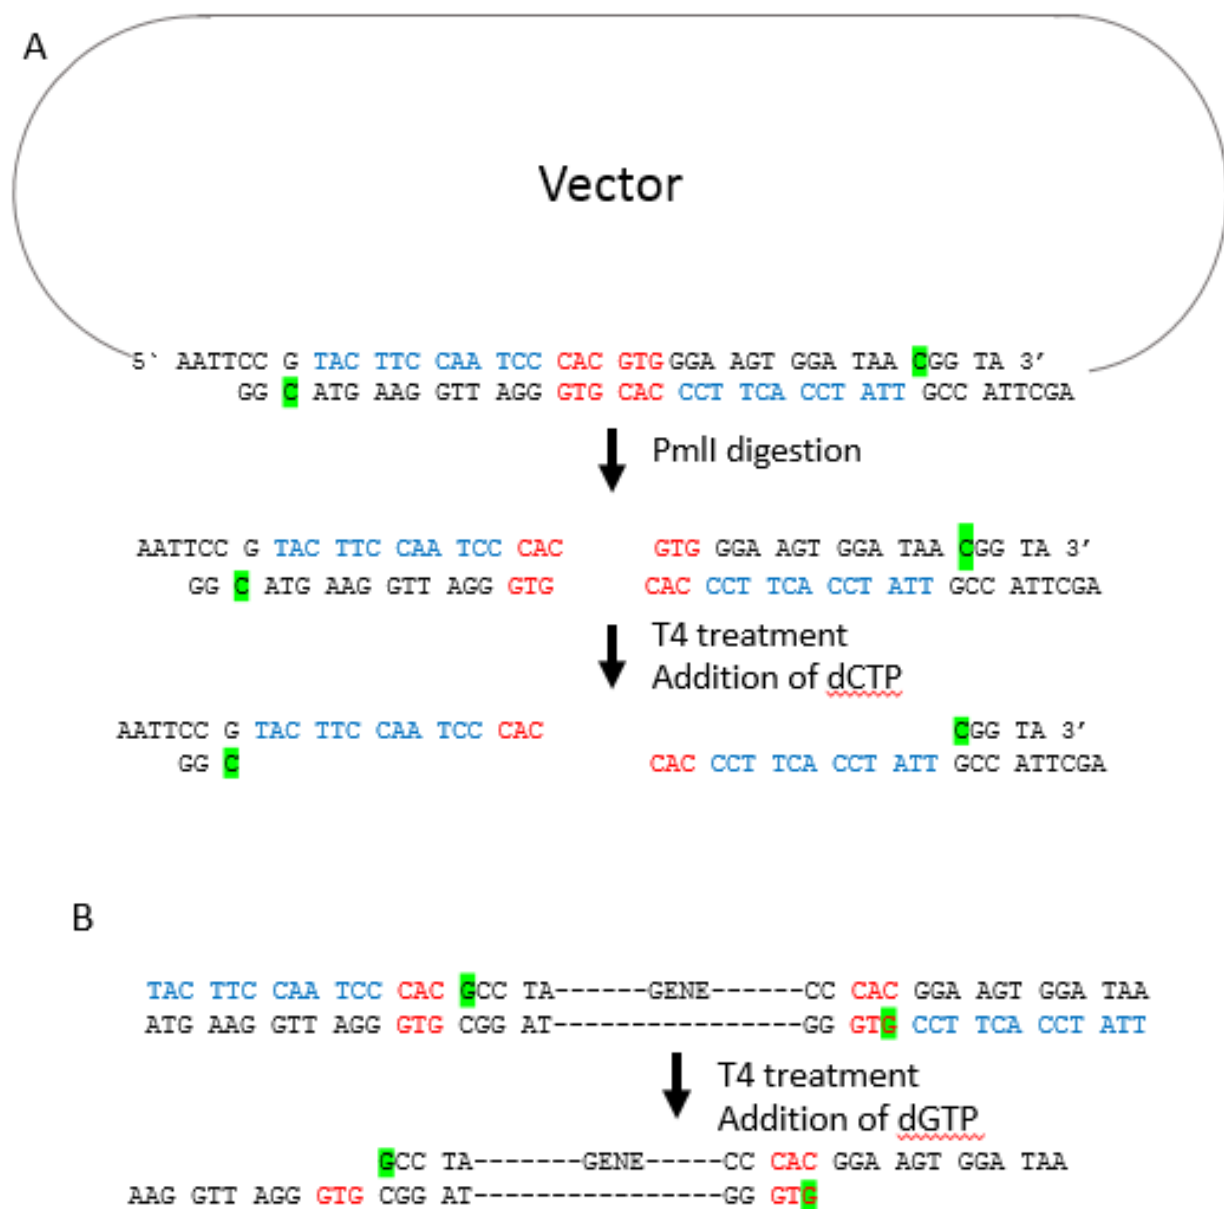 A
Vector
5` AATTCC G TAC TTC CAA TCC CAC GTGGGA AGT GGA TAA CGG TA 3’
GG C ATG AAG GTT AGG GTG CAC CCT TCA CCT ATT GCC ATTCGA
PmlI digestion
AATTCC G TAC TTC CAA TCC CAC GTG GGA AGT GGA TAA CGG TA 3’
GG C ATG AAG GTT AGG GTG CAC CCT TCA CCT ATT GCC ATTCGA
T4 treatment
Addition of dCTP
AATTCC G TAC TTC CAA TCC CAC CGG TA 3’
GG C CAC CCT TCA CCT ATT GCC ATTCGA
B
TAC TTC CAA TCC CAC GCC TA------GENE------CC CAC GGA AGT GGA TAA
ATG AAG GTT AGG GTG CGG AT----------------GG GTG CCT TCA CCT ATT
T4 treatment
Addition of dGTP
GCC TA-------GENE-----CC CAC GGA AGT GGA TAA
AAG GTT AGG GTG CGG AT----------------GG GTG